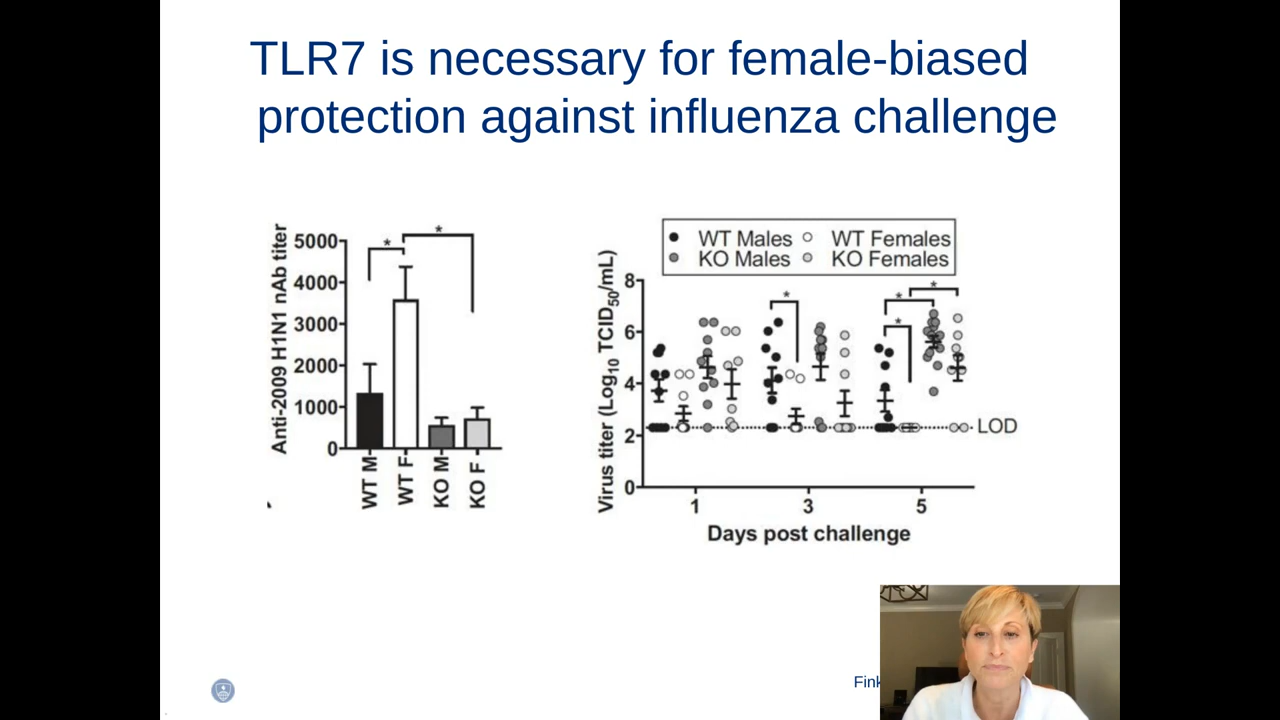 TLR7 is necessary for female-biased
protection against influenza challenge
Anti-2009 H1N1 nAb titer
5000
4000
3000
2000
1000
0
* *
WT M
WT F
KO M
KO F
WT Males WT Females
KO Males KO Females
Virus titer (Log10 TCID50/mL)
8
6
4
2
0
* * * *
LOD
1 3 5
Days post challenge